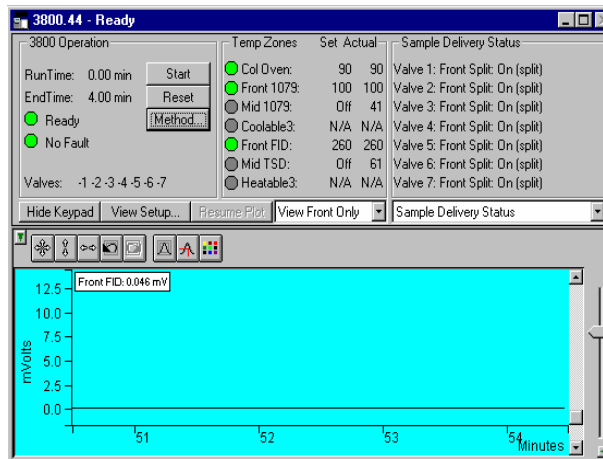 3800.44 - Ready
3800 Operation
RunTime: 0.00 min Start
EndTime: 4.00 min Reset
Ready Method...
No Fault
Valves: -1 -2 -3 -4 -5 -6 -7
Temp Zones Set Actual
Col Oven: 90 90
Front 1079: 100 100
Mid 1079: Off 41
Coolable3: N/A N/A
Front FID: 260 260
Mid TSD: Off 61
Heatable3: N/A N/A
Sample Delivery Status
Valve 1: Front Split: On (split)
Valve 2: Front Split: On (split)
Valve 3: Front Split: On (split)
Valve 4: Front Split: On (split)
Valve 5: Front Split: On (split)
Valve 6: Front Split: On (split)
Valve 7: Front Split: On (split)
Hide Keypad View Setup... Resume Plot View Front Only Sample Delivery Status
Front FID: 0.046 mV
12.5
10.0
7.5
5.0
2.5
0.0
mVolts
51 52 53 54
Minutes